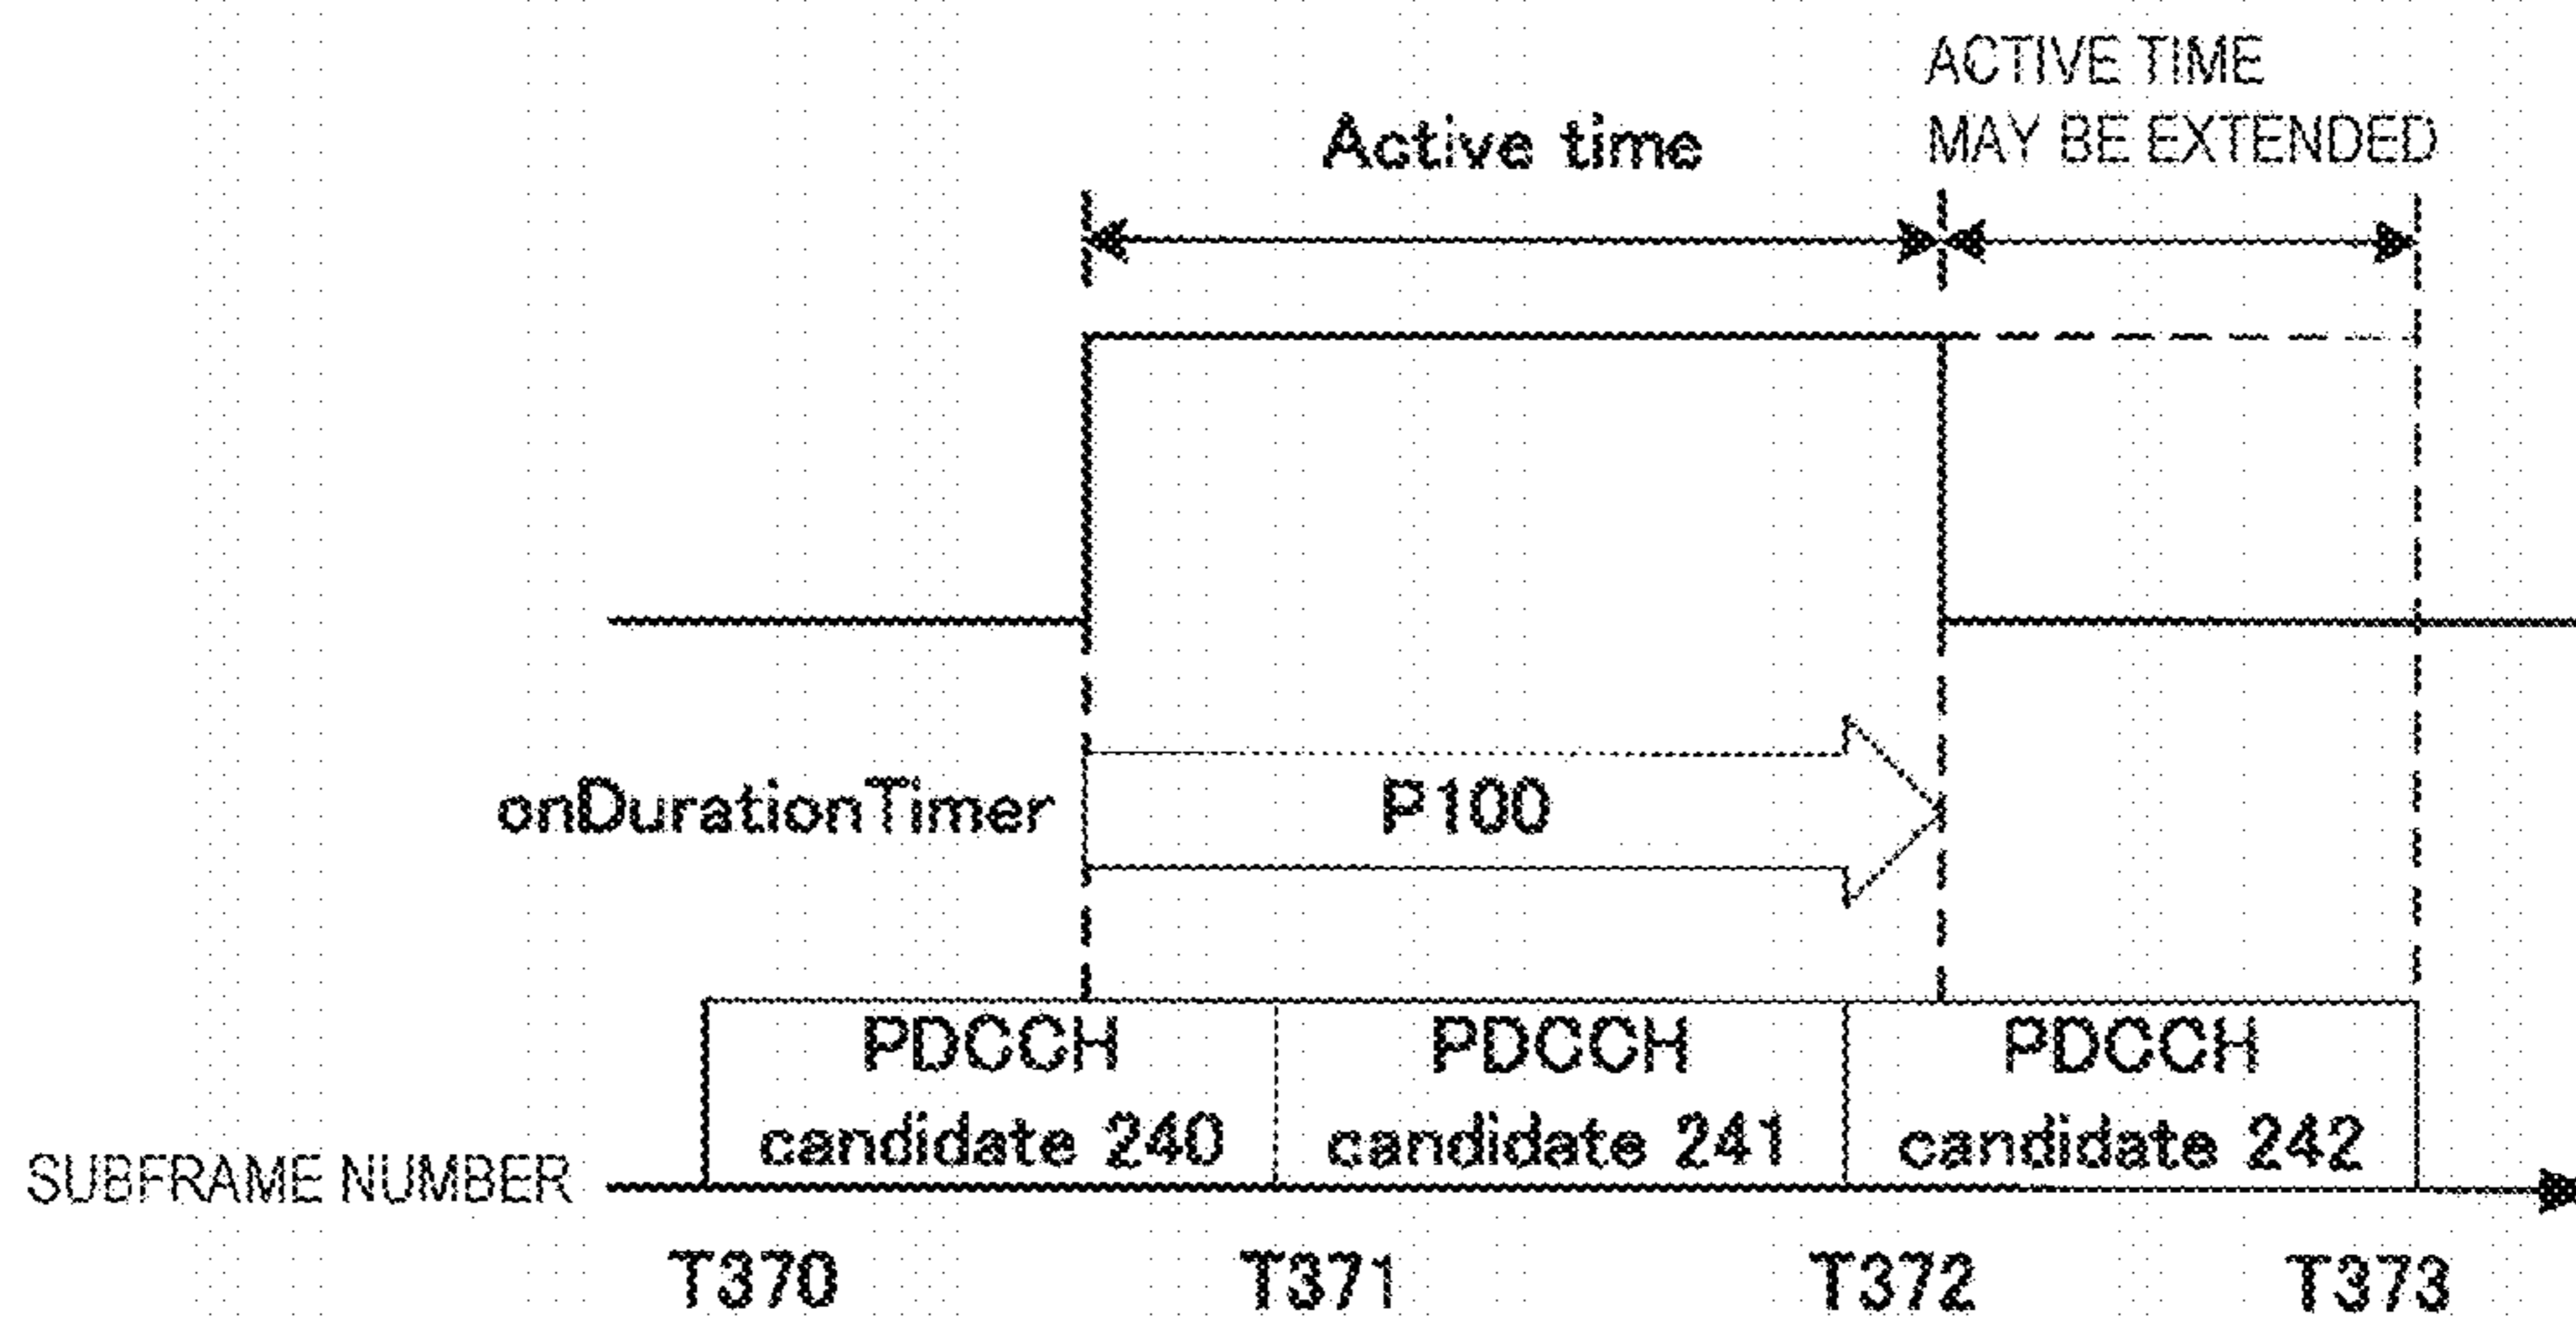 ACTIVE TIME
MAY BE EXTENDED
Active time
onDurationTimer
P100
PDCCH
candidate 240
PDCCH
candidate 241
PDCCH
candidate 242
SUBFRAME NUMBER
T370
T371
T372
T373